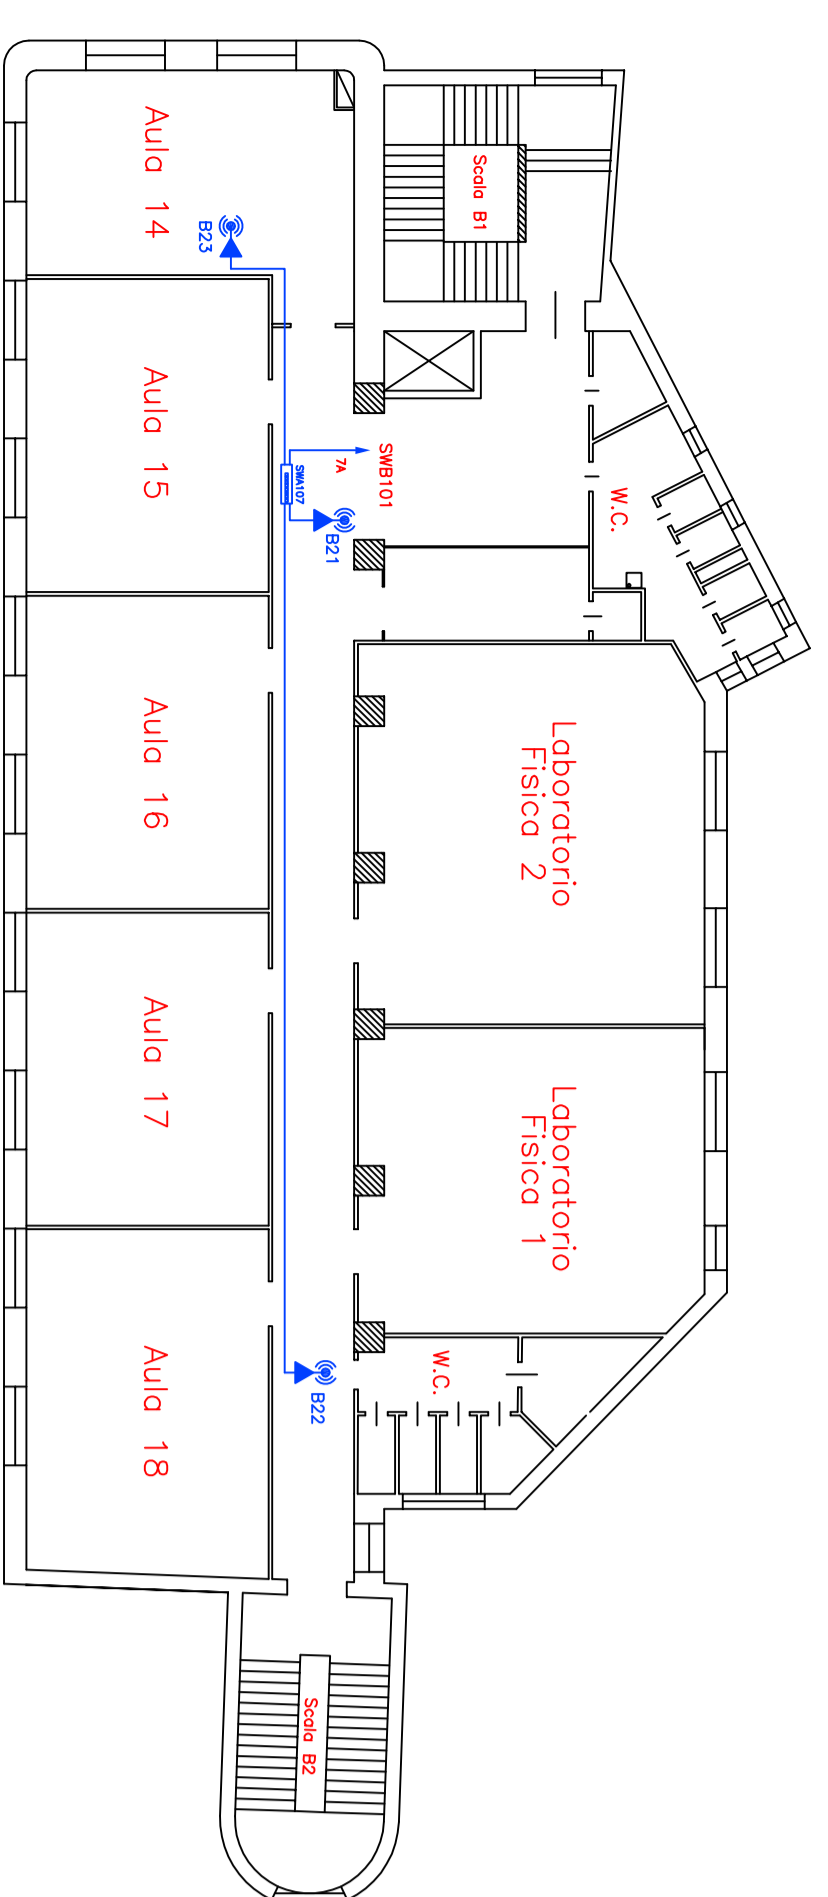 Scala B1
Aula 14
B23
Aula 15
SWB101
7A
SWA107
B21
W.C.
Aula 16
Laboratorio
Fisica 2
Aula 17
Laboratorio
Fisica 1
Aula 18
B22
W.C.
Scala B2